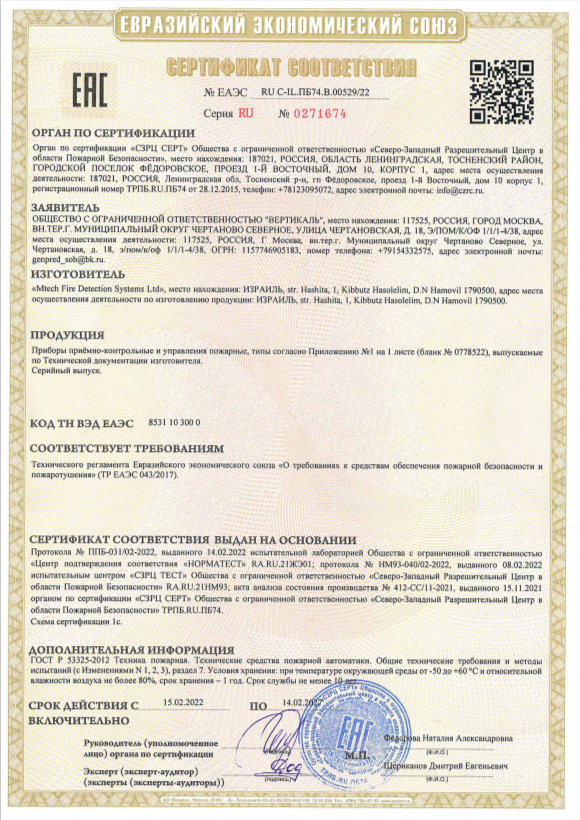 ЕВРАЗИЙСКИЙ ЭКОНОМИЧЕСКИЙ СОЮЗ
СЕРТИФИКАТ СООТВЕТСТВИЯ
ЕАС
№ ЕАЭС RU С-IL.ПБ74.В.00529/22
Серия RU № 0271674
ОРГАН ПО СЕРТИФИКАЦИИ
Орган по сертификации «СЗРЦ СЕРТ» Общества с ограниченной ответственностью «Северо-Западный Разрешительный Центр в
области Пожарной Безопасности», место нахождения: 187021, РОССИЯ, ОБЛАСТЬ ЛЕНИНГРАДСКАЯ, ТОСНЕНСКИЙ РАЙОН,
ГОРОДСКОЙ ПОСЕЛОК ФЁДОРОВСКОЕ, ПРОЕЗД 1-Й ВОСТОЧНЫЙ, ДОМ 10, КОРПУС 1, адрес места осуществления
деятельности: 187021, РОССИЯ, Ленинградская обл, Тосненский р-н, гп Фёдоровское, проезд 1-й Восточный, дом 10 корпус 1,
регистрационный номер ТРПБ.RU.ПБ74 от 28.12.2015, телефон: +78123095072, адрес электронной почты: info@czrc.ru.
ЗАЯВИТЕЛЬ
ОБЩЕСТВО С ОГРАНИЧЕННОЙ ОТВЕТСТВЕННОСТЬЮ "ВЕРТИКАЛЬ", место нахождения: 117525, РОССИЯ, ГОРОД МОСКВА,
ВН.ТЕР.Г. МУНИЦИПАЛЬНЫЙ ОКРУГ ЧЕРТАНОВО СЕВЕРНОЕ, УЛИЦА ЧЕРТАНОВСКАЯ, Д. 18, Э/ПОМ/К/ОФ 1/1/1-4/38, адрес
места осуществления деятельности: 117525, РОССИЯ, Г Москва, вн.тер.г. Муниципальный округ Чертаново Северное, ул.
Чертановская, д. 18, э/пом/к/оф 1/1/1-4/38, ОГРН: 1157746905183, номер телефона: +79154332575, адрес электронной почты:
genpred_sob@bk.ru.
ИЗГОТОВИТЕЛЬ
«Mtech Fire Detection Systems Ltd», место нахождения: ИЗРАИЛЬ, str. Hashita, 1, Kibbutz Hasolelim, D.N Hamovil 1790500, адрес места
осуществления деятельности по изготовлению продукции: ИЗРАИЛЬ, str. Hashita, 1, Kibbutz Hasolelim, D.N Hamovil 1790500.
ПРОДУКЦИЯ
Приборы приёмно-контрольные и управления пожарные, типы согласно Приложению №1 на 1 листе (бланк № 0778522), выпускаемые
по Технической документации изготовителя.
Серийный выпуск.
КОД ТН ВЭД ЕАЭС 8531 10 300 0
СООТВЕТСТВУЕТ ТРЕБОВАНИЯМ
Технического регламента Евразийского экономического союза «О требованиях к средствам обеспечения пожарной безопасности и
пожаротушения» (ТР ЕАЭС 043/2017).
СЕРТИФИКАТ СООТВЕТСТВИЯ ВЫДАН НА ОСНОВАНИИ
Протокола № ППБ-031/02-2022, выданного 14.02.2022 испытательной лабораторией Общества с ограниченной ответственностью
«Центр подтверждения соответствия «НОРМАТЕСТ» RA.RU.21ЖЭ01; протокола № НМ93-040/02-2022, выданного 08.02.2022
испытательным центром «СЗРЦ ТЕСТ» Общества с ограниченной ответственностью «Северо-Западный Разрешительный Центр в
области Пожарной Безопасности» RA.RU.21НМ93; акта анализа состояния производства № 412-СС/11-2021, выданного 15.11.2021
органом по сертификации «СЗРЦ СЕРТ» Общества с ограниченной ответственностью «Северо-Западный Разрешительный Центр в
области Пожарной Безопасности» ТРПБ.RU.ПБ74.
Схема сертификации 1с.
ДОПОЛНИТЕЛЬНАЯ ИНФОРМАЦИЯ
ГОСТ Р 53325-2012 Техника пожарная. Технические средства пожарной автоматики. Общие технические требования и методы
испытаний (с Изменениями N 1, 2, 3), раздел 7. Условия хранения: при температуре окружающей среды от -50 до +60 °С и относительной
влажности воздуха не более 80%, срок хранения – 1 год. Срок службы не менее 10 лет.
СРОК ДЕЙСТВИЯ С 15.02.2022 ПО 14.02.
ВКЛЮЧИТЕЛЬНО
Руководитель (уполномоченное
лицо) органа по сертификации
(подпись)
М.П.
Федорова Наталия Александровна
(Ф.И.О.)
Эксперт (эксперт-аудитор)
(эксперты (эксперты-аудиторы))
(подпись)
Цериканов Дмитрий Евгеньевич
(Ф.И.О.)
ЕАС